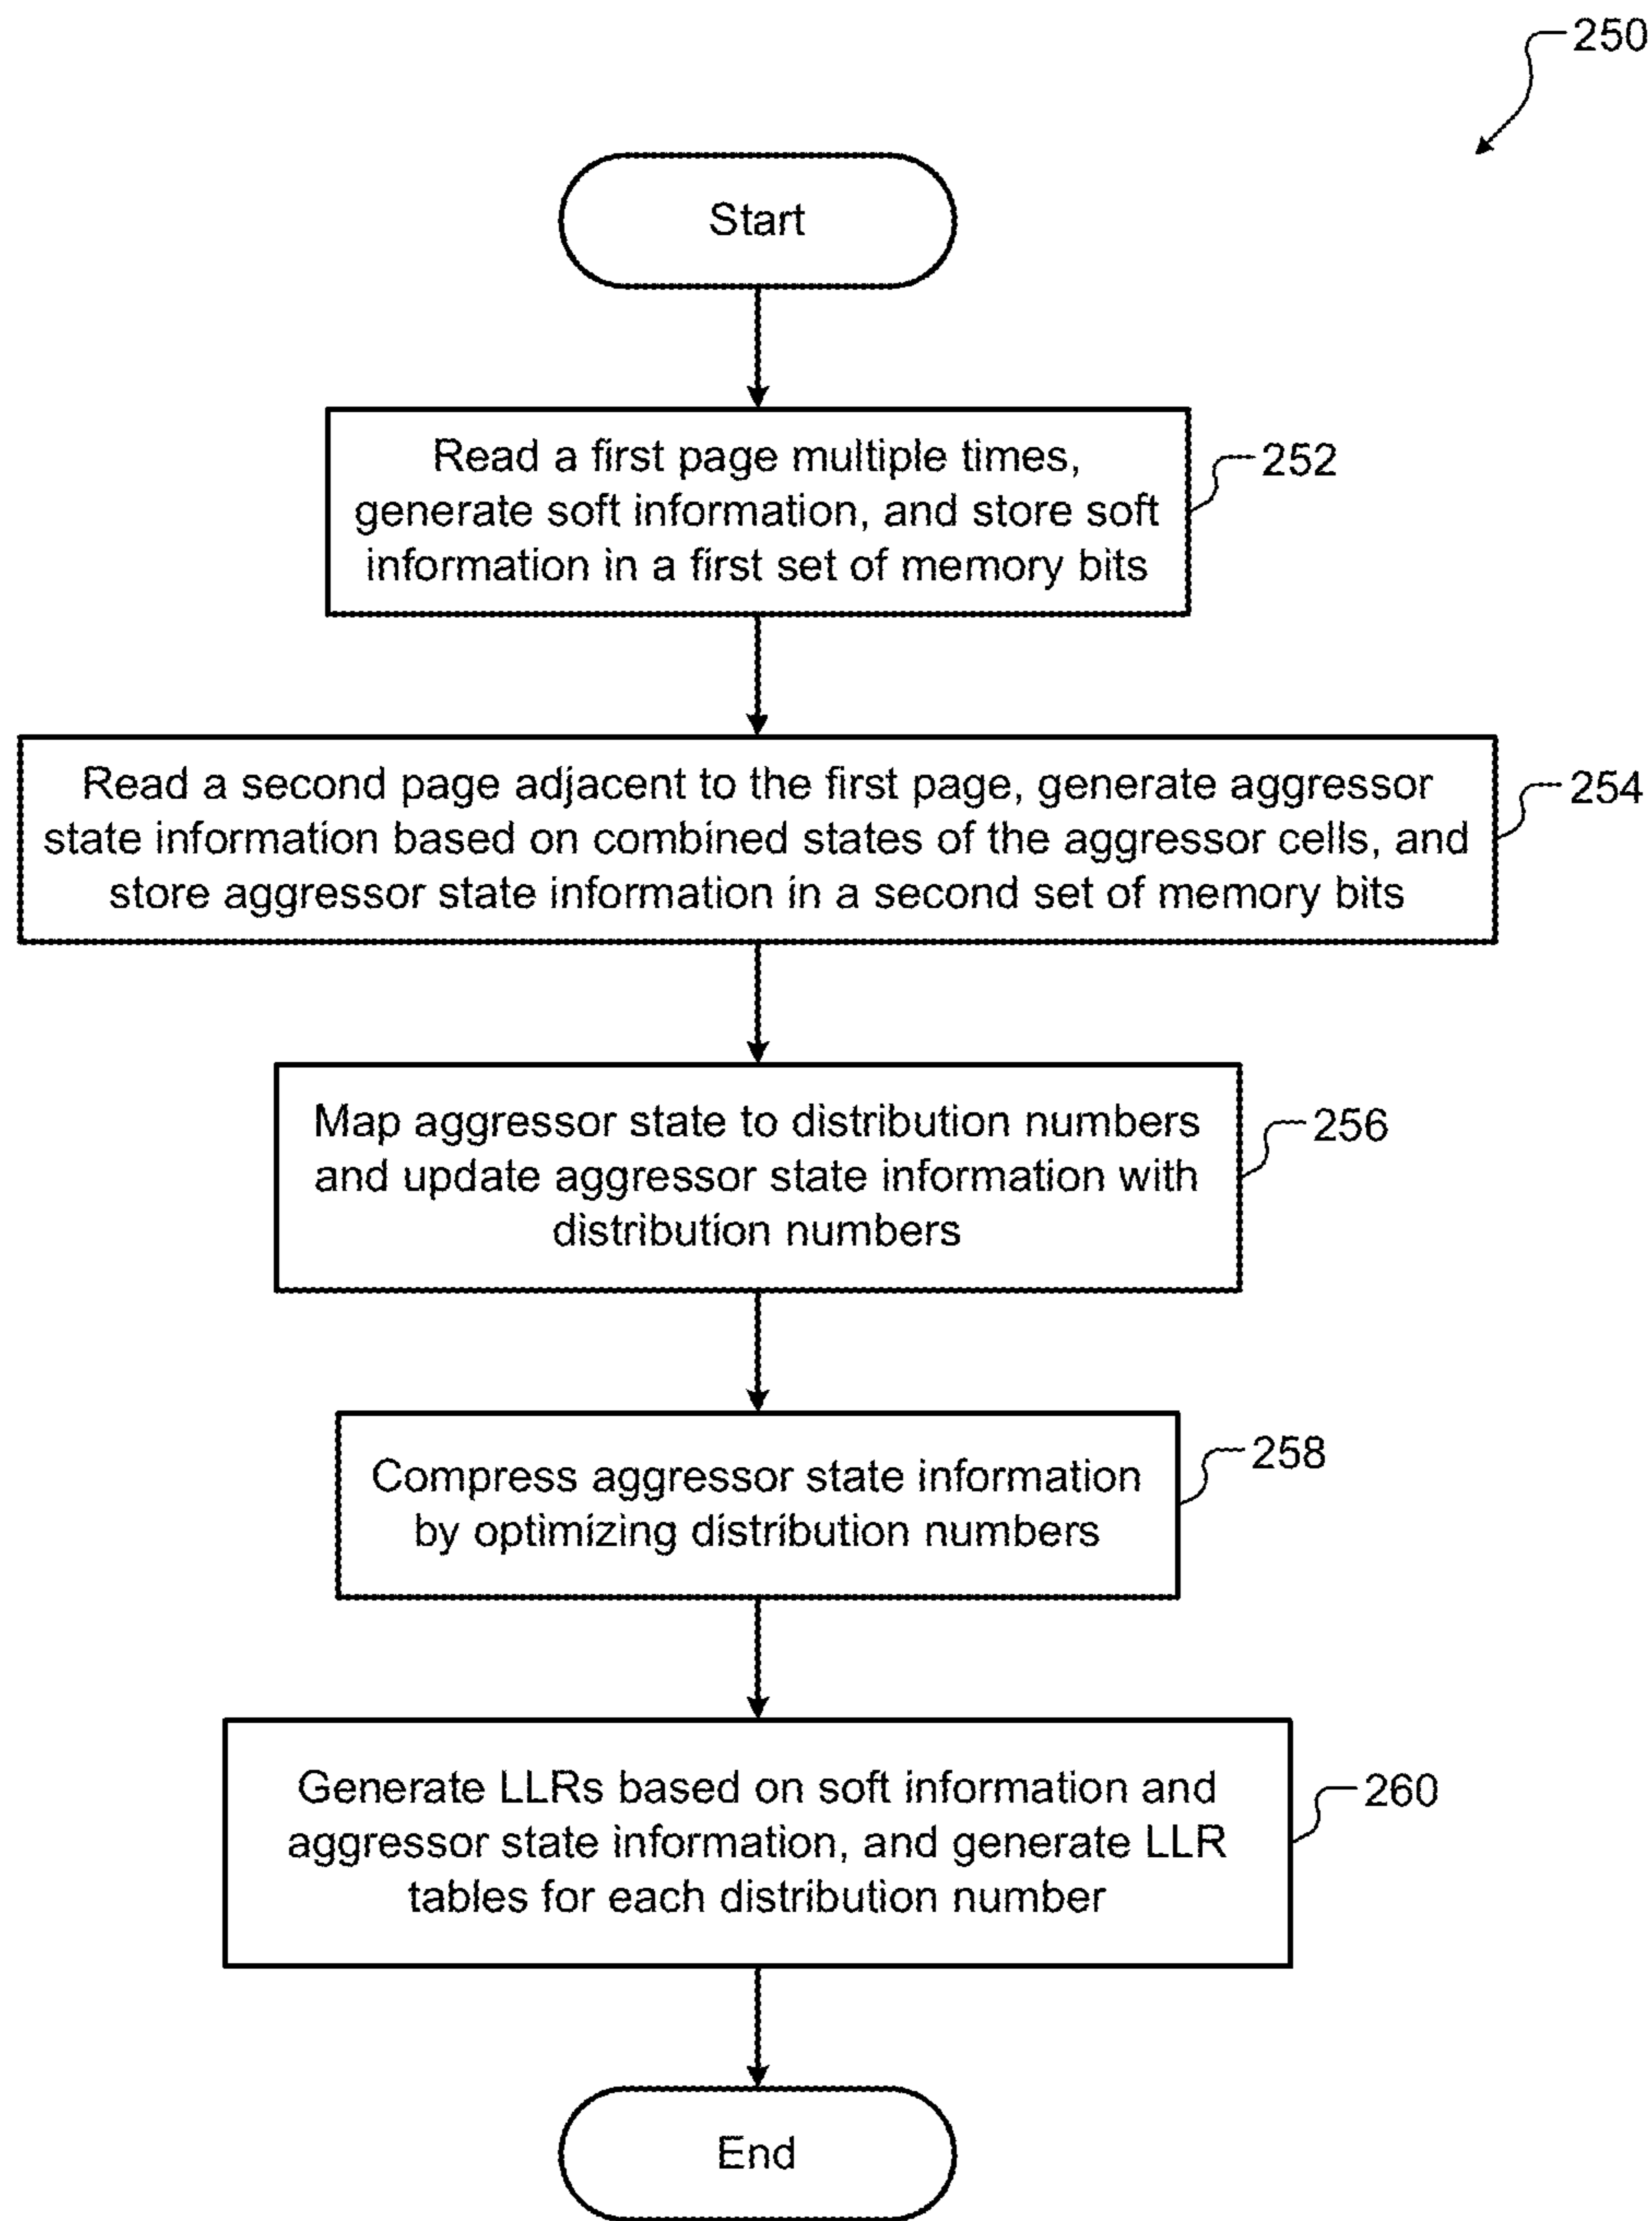 250
Start
Read a first page multiple times,
generate soft information, and store soft
information in a first set of memory bits
252
Read a second page adjacent to the first page, generate aggressor
state information based on combined states of the aggressor cells, and
store aggressor state information in a second set of memory bits
254
Map aggressor state to distribution numbers
and update aggressor state information with
distribution numbers
256
Compress aggressor state information
by optimizing distribution numbers
258
Generate LLRs based on soft information and
aggressor state information, and generate LLR
tables for each distribution number
260
End